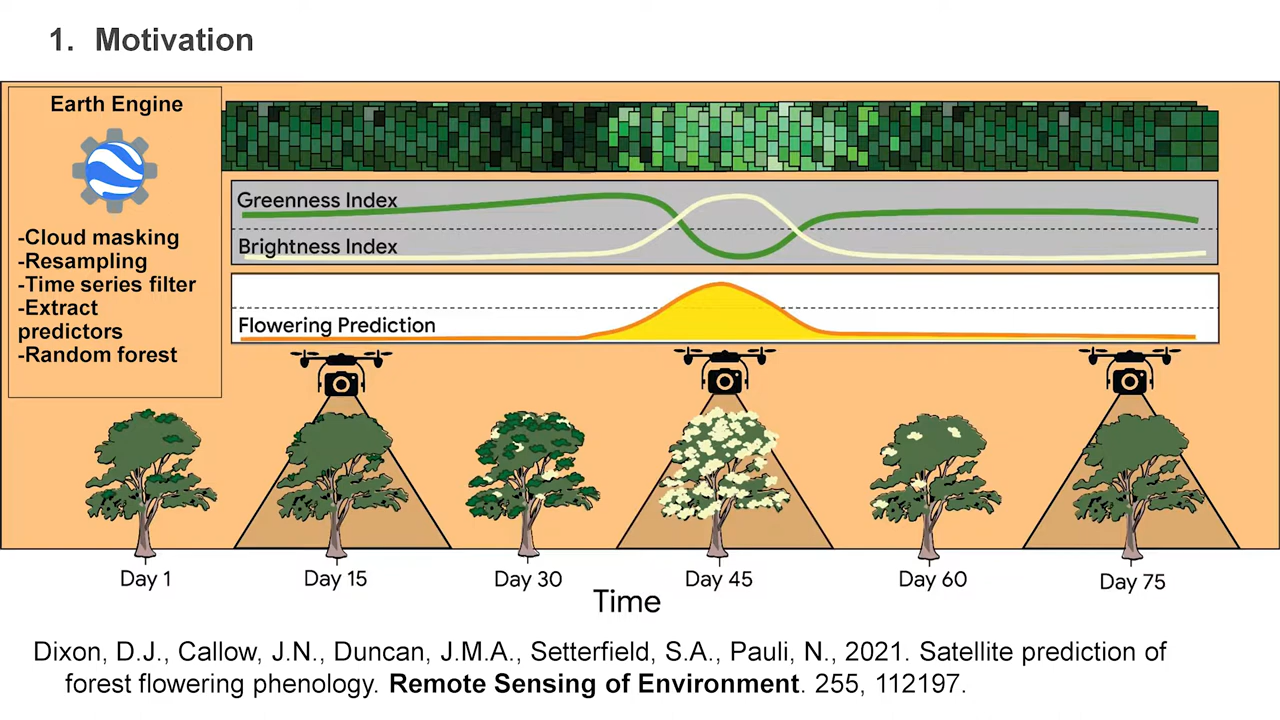 1. Motivation
Earth Engine
-Cloud masking
-Resampling
-Time series filter
-Extract
predictors
-Random forest
Greenness Index
Brightness Index
Flowering Prediction
Day 1
Day 15
Day 30
Day 45
Day 60
Day 75
Time
Dixon, D.J., Callow, J.N., Duncan, J.M.A., Setterfield, S.A., Pauli, N., 2021. Satellite prediction of
forest flowering phenology. Remote Sensing of Environment. 255, 112197.